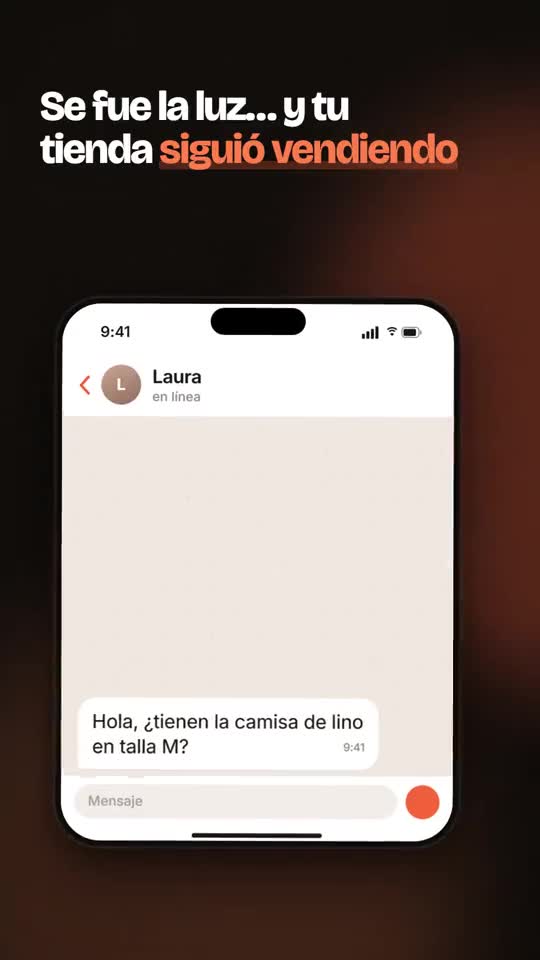 Se fue la luz... y tu
tienda siguió vendiendo
9:41
L
Laura
en línea
Hola, ¿tienen la camisa de lino
en talla M?
9:41
Mensaje